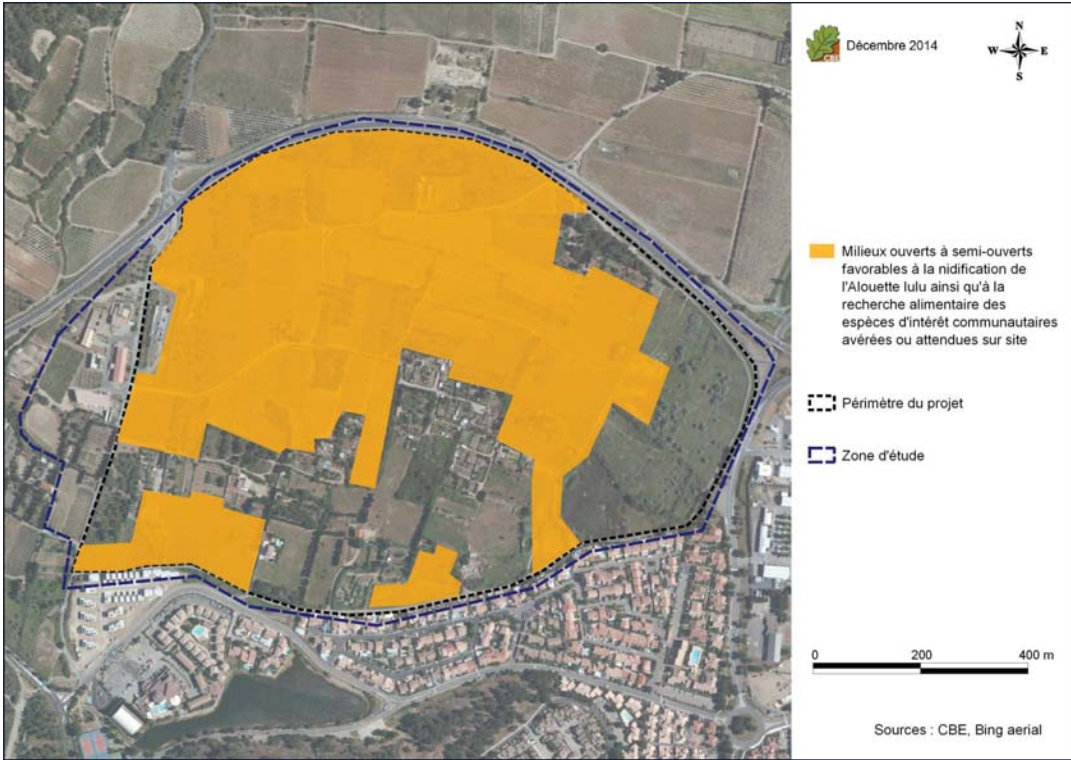 CBE
Décembre 2014
N
W E
S
Milieux ouverts à semi-ouverts
favorables à la nidification de
l'Alouette lulu ainsi qu'à la
recherche alimentaire des
espèces d'intérêt communautaires
avérées ou attendues sur site
Périmètre du projet
Zone d'étude
0 200 400 m
Sources : CBE, Bing aerial